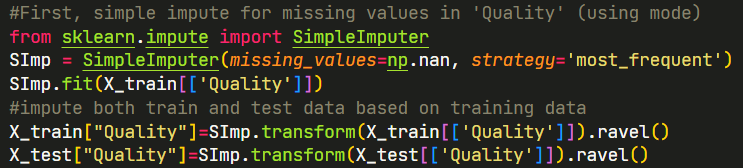 #First, simple impute for missing values in 'Quality' (using mode)
from sklearn.impute import SimpleImputer
SImp = SimpleImputer(missing_values=np.nan, strategy='most_frequent')
SImp.fit(X_train[['Quality']])
#impute both train and test data based on training data
X_train["Quality"]=SImp.transform(X_train[['Quality']]).ravel()
X_test["Quality"]=SImp.transform(X_test[['Quality']]).ravel()